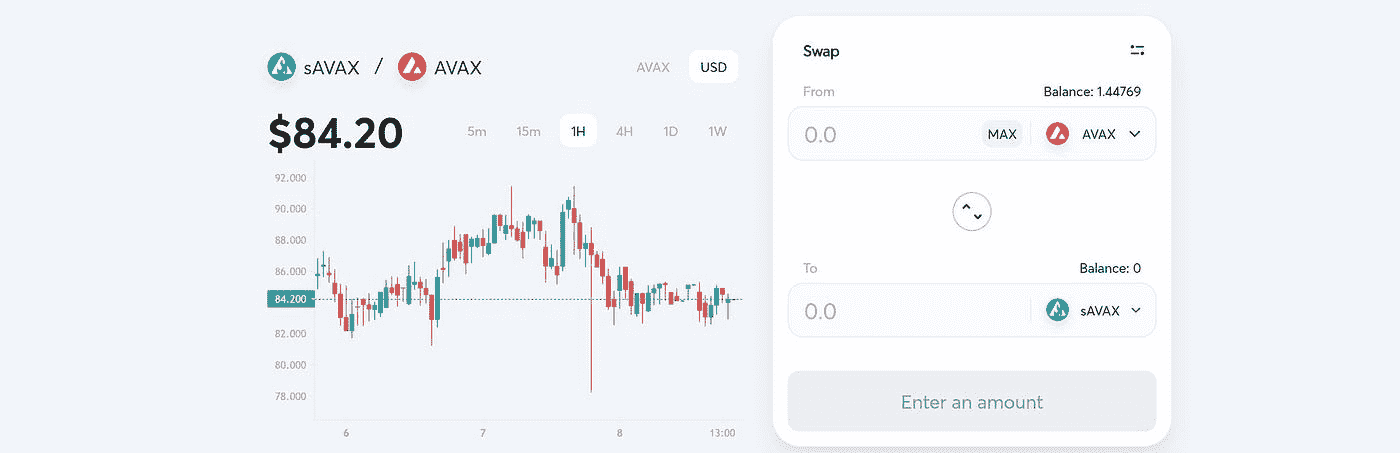 sAVAX / AVAX
AVAX USD
$84.20
5m 15m 1H 4H 1D 1W
92.000
90.000
88.000
86.000
84.200
82.000
80.000
78.000
6 7 8 13:00
Swap
From Balance: 1.44769
0.0 MAX AVAX
To Balance: 0
0.0 sAVAX
Enter an amount